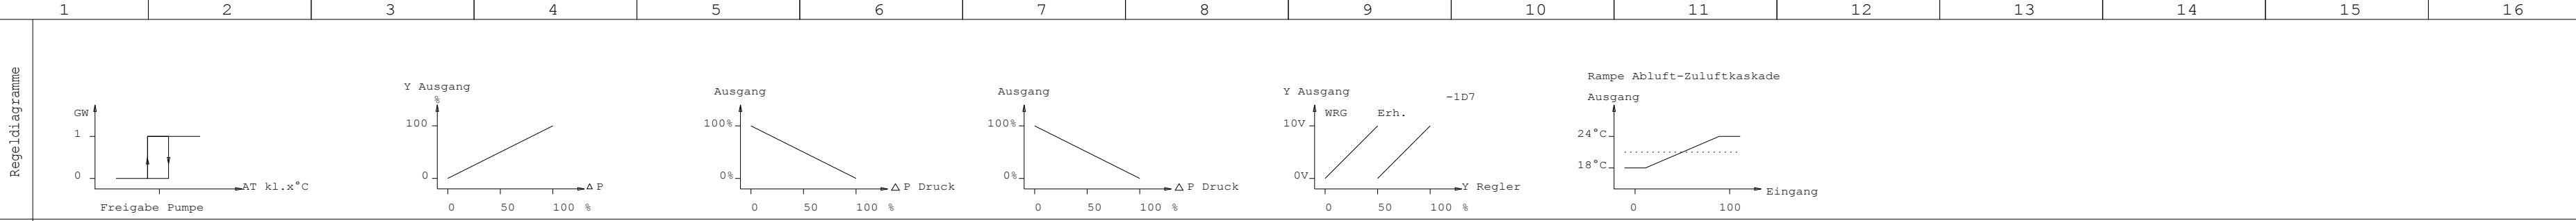 1 2 3 4 5 6 7 8 9 10 11 12 13 14 15 16
Regeldiagramme
GW
1
0
AT kl.x°C
Freigabe Pumpe
Y Ausgang
%
100
0
Δ P
0 50 100 %
Ausgang
100%
0%
Δ P Druck
0 50 100 %
Ausgang
100%
0%
Δ P Druck
0 50 100 %
Y Ausgang
-1D7
WRG Erh.
10V
0V
Y Regler
0 50 100 %
Rampe Abluft-Zuluftkaskade
Ausgang
24°C
18°C
Eingang
0 100